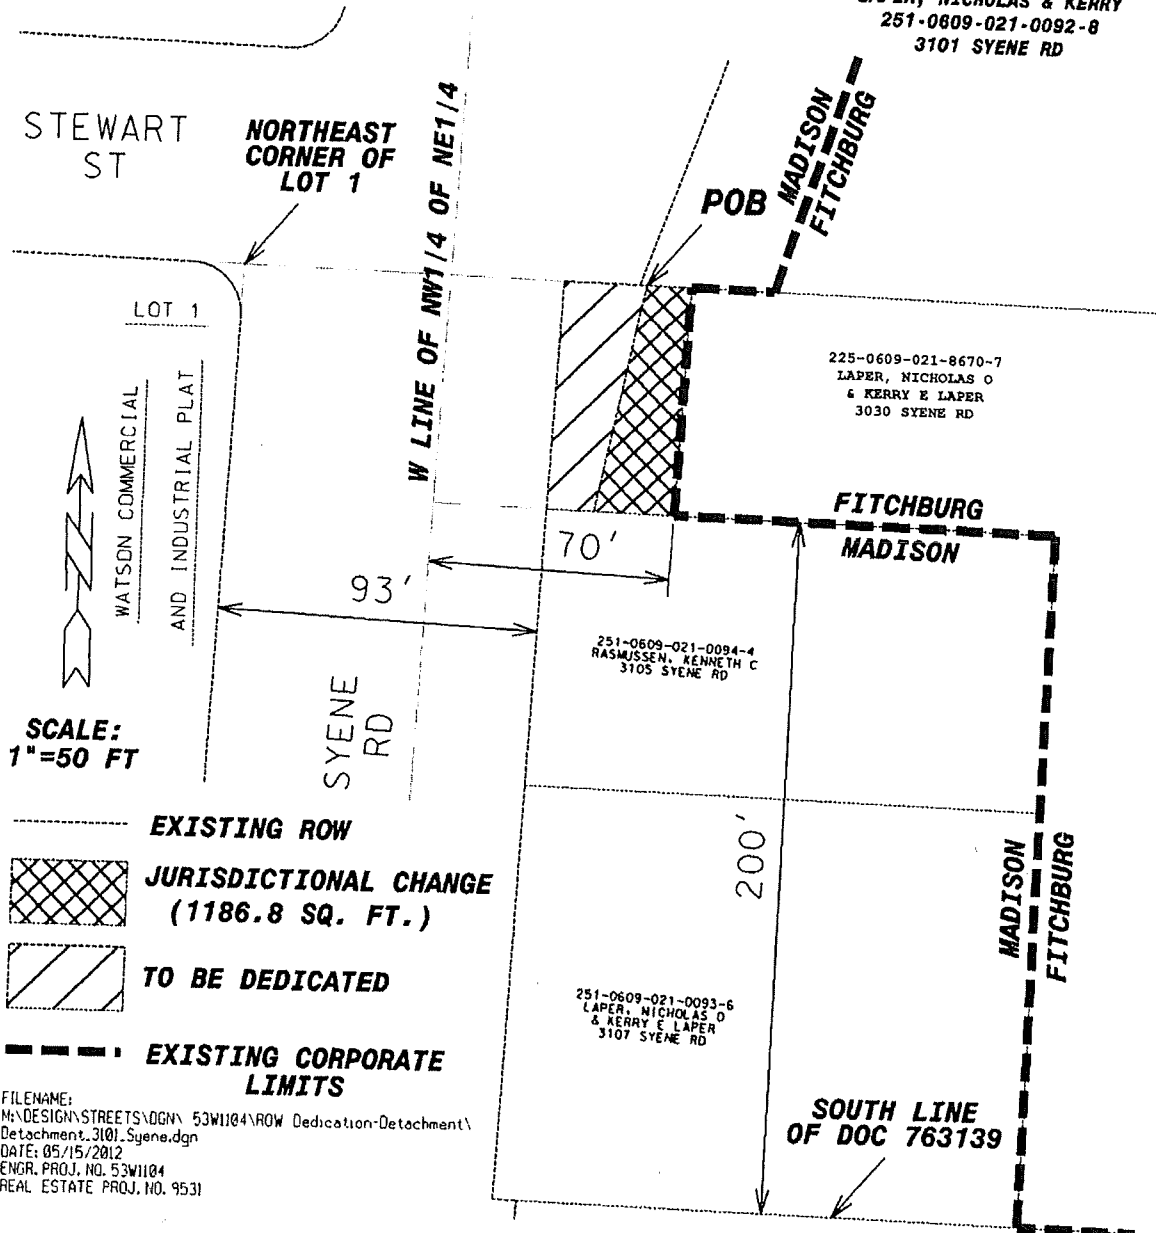 NICHOLAS & KERRY
251-0609-021-0092-8
3101 SYENE RD
STEWART
ST
NORTHEAST
CORNER OF
LOT 1
W LINE OF NW1/4 OF NE1/4
POB
MADISON
FITCHBURG
LOT 1
WATSON COMMERCIAL
AND INDUSTRIAL PLAT
225-0609-021-8670-7
LAPER, NICHOLAS O
& KERRY E LAPER
3030 SYENE RD
FITCHBURG
MADISON
70'
93'
N
251-0609-021-0094-4
RASMUSSEN, KENNETH C
3105 SYENE RD
SYENE
RD
SCALE:
1"=50 FT
200'
EXISTING ROW
JURISDICTIONAL CHANGE
(1186.8 SQ. FT.)
TO BE DEDICATED
EXISTING CORPORATE
LIMITS
MADISON
FITCHBURG
251-0609-021-0093-6
LAPER, NICHOLAS O
& KERRY E LAPER
3107 SYENE RD
SOUTH LINE
OF DOC 763139
FILENAME:
M:\DESIGN\STREETS\DGN\ 53W1104\ROW Dedication-Detachment\
Detachment_3101_Syene.dgn
DATE: 05/15/2012
ENGR. PROJ. NO. 53W1104
REAL ESTATE PROJ. NO. 9531